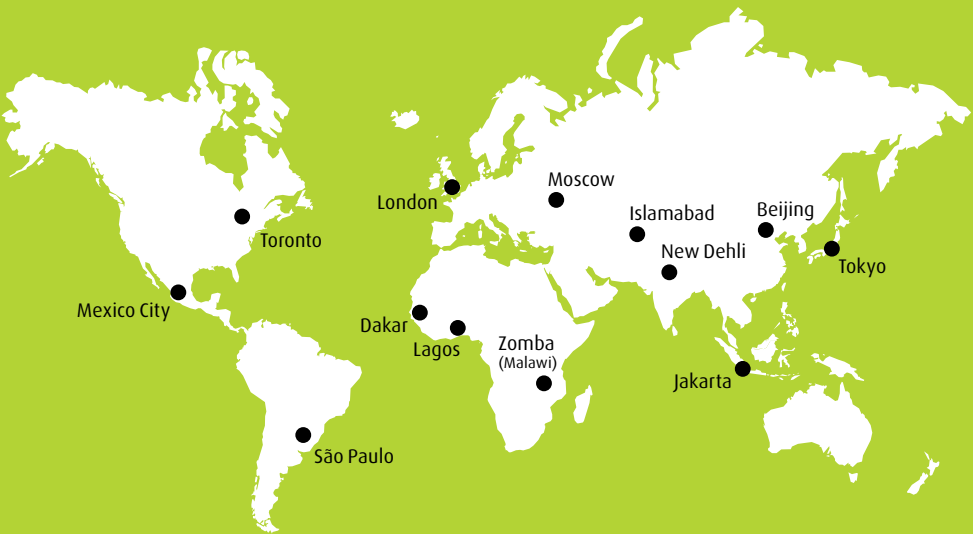 Moscow
London
Islamabad
Beijing
Toronto
New Dehli
Tokyo
Mexico City
Dakar
Lagos
Zomba
(Malawi)
Jakarta
São Paulo